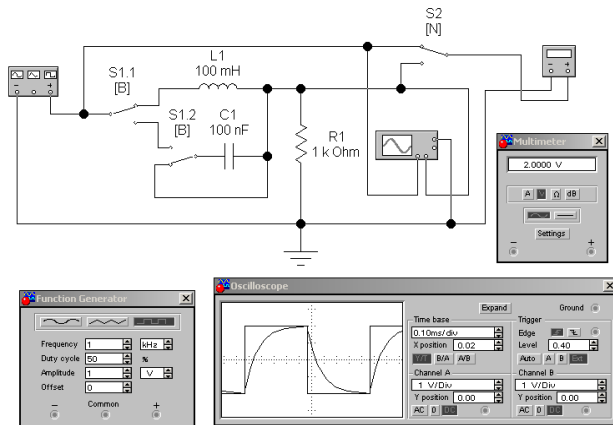 S2
[N]
L1
100 mH
S1.1
[B]
S1.2
[B]
C1
100 nF
R1
1 k Ohm
Multimeter
2.0000 V
A V Ω dB
Settings
− +
Function Generator
Frequency 1 kHz
Duty cycle 50 %
Amplitude 1 V
Offset 0
− Common +
Oscilloscope
Expand
Ground
Time base
0.10ms/div
X position 0.02
Y/T B/A A/B
Trigger
Edge
Level 0.40
Auto A B Ext
Channel A
1 V/Div
Y position 0.00
AC 0 DC
Channel B
1 V/Div
Y position 0.00
AC 0 DC